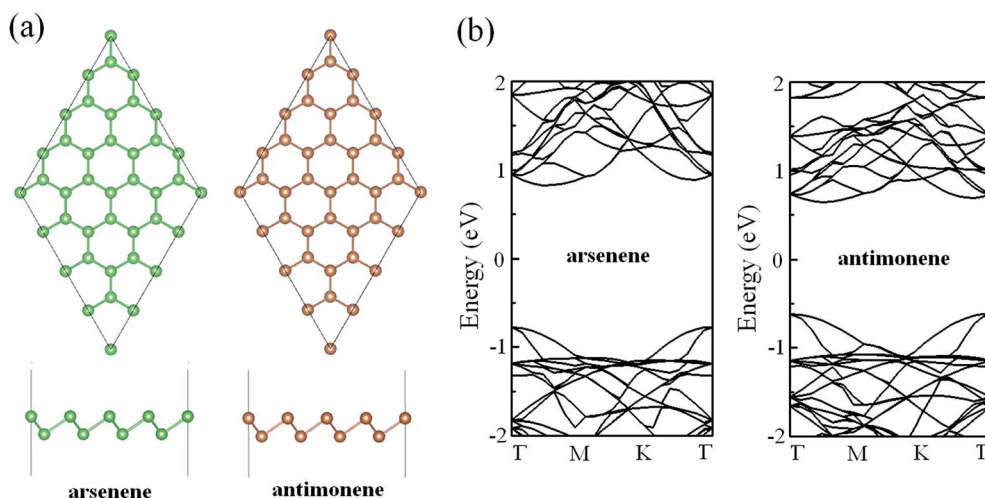 (a)
arsenene
antimonene
(b)
Energy (eV)
2
1
0
-1
-2
arsenene
Γ
M
K
Γ
Energy (eV)
2
1
0
-1
-2
antimonene
Γ
M
K
Γ